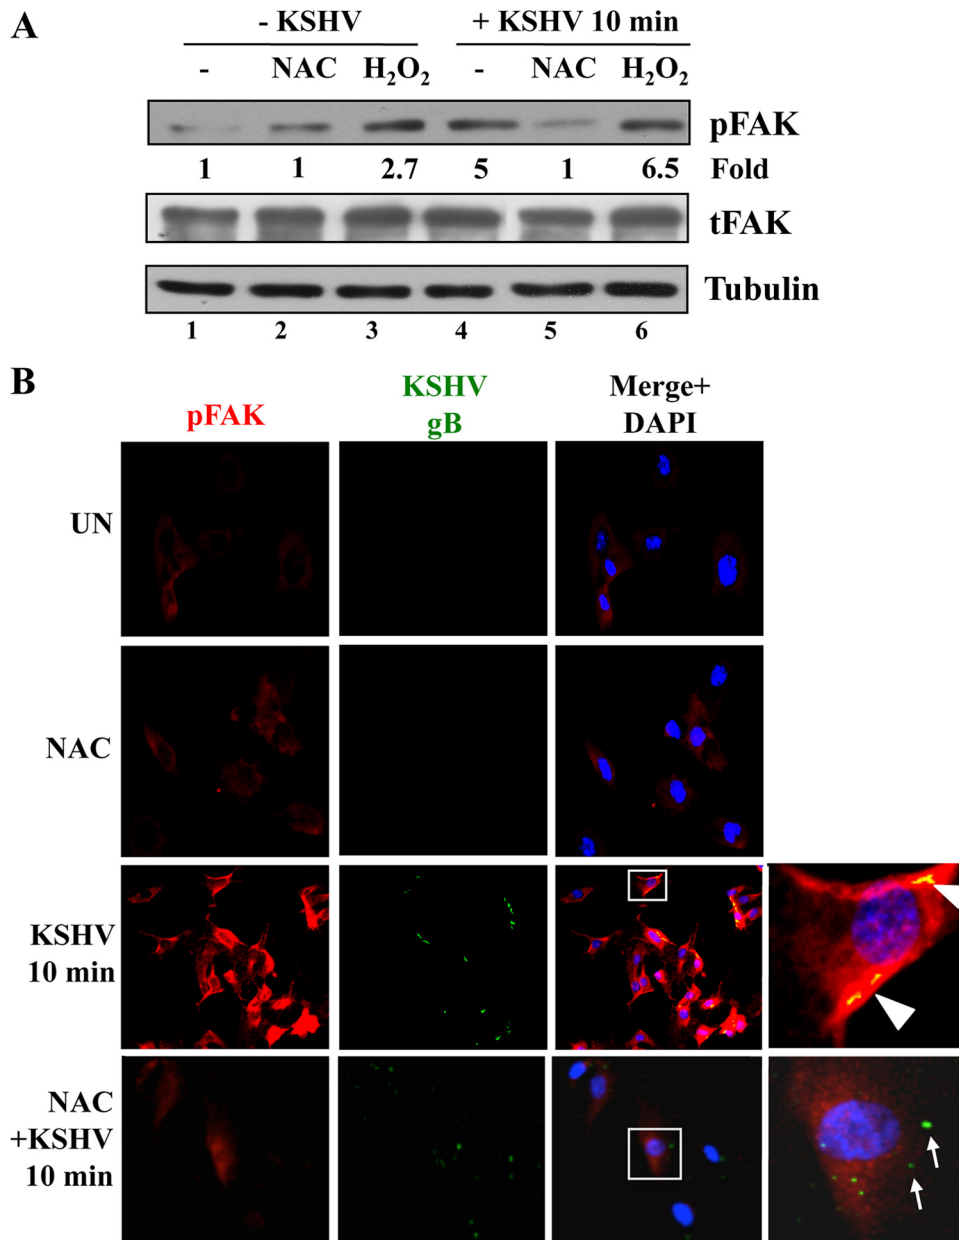 A
- KSHV + KSHV 10 min
- NAC H₂O₂ - NAC H₂O₂
pFAK
1 1 2.7 5 1 6.5 Fold
tFAK
Tubulin
1 2 3 4 5 6
B
pFAK
KSHV
gB
Merge+
DAPI
UN
NAC
KSHV
10 min
NAC
+KSHV
10 min